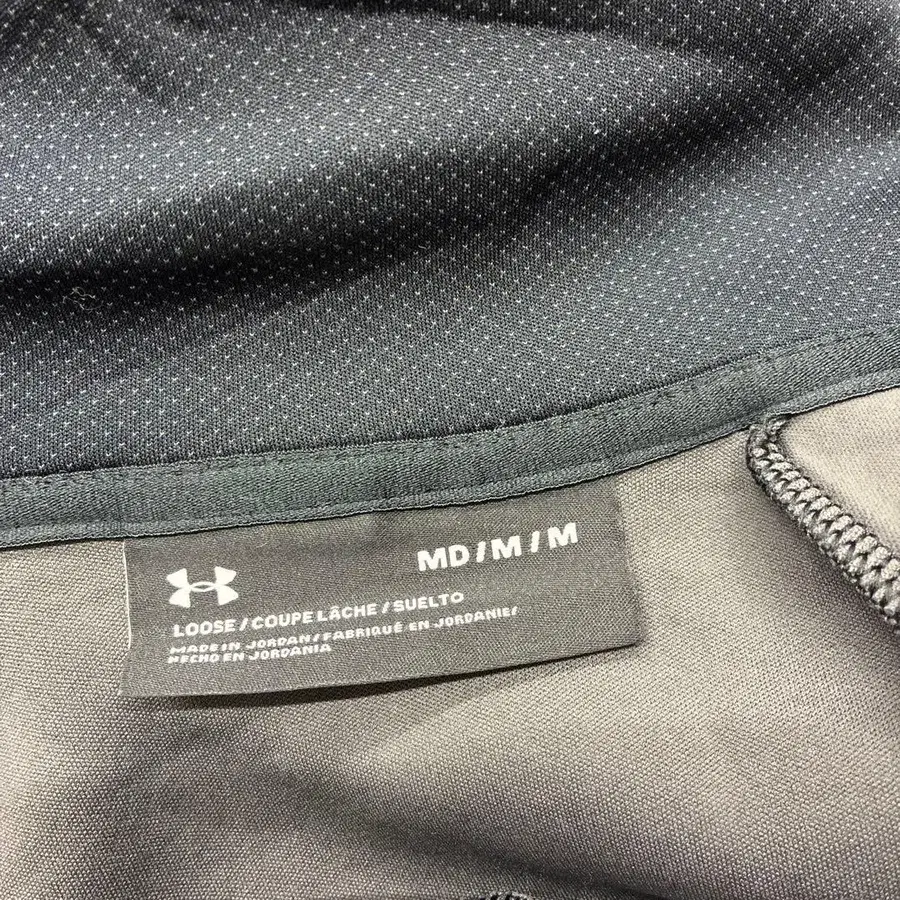 MD / M / M
LOOSE / COUPE LÂCHE / SUELTO
MADE IN JORDAN / FABRIQUÉ EN JORDANIE/
HECHO EN JORDANIA